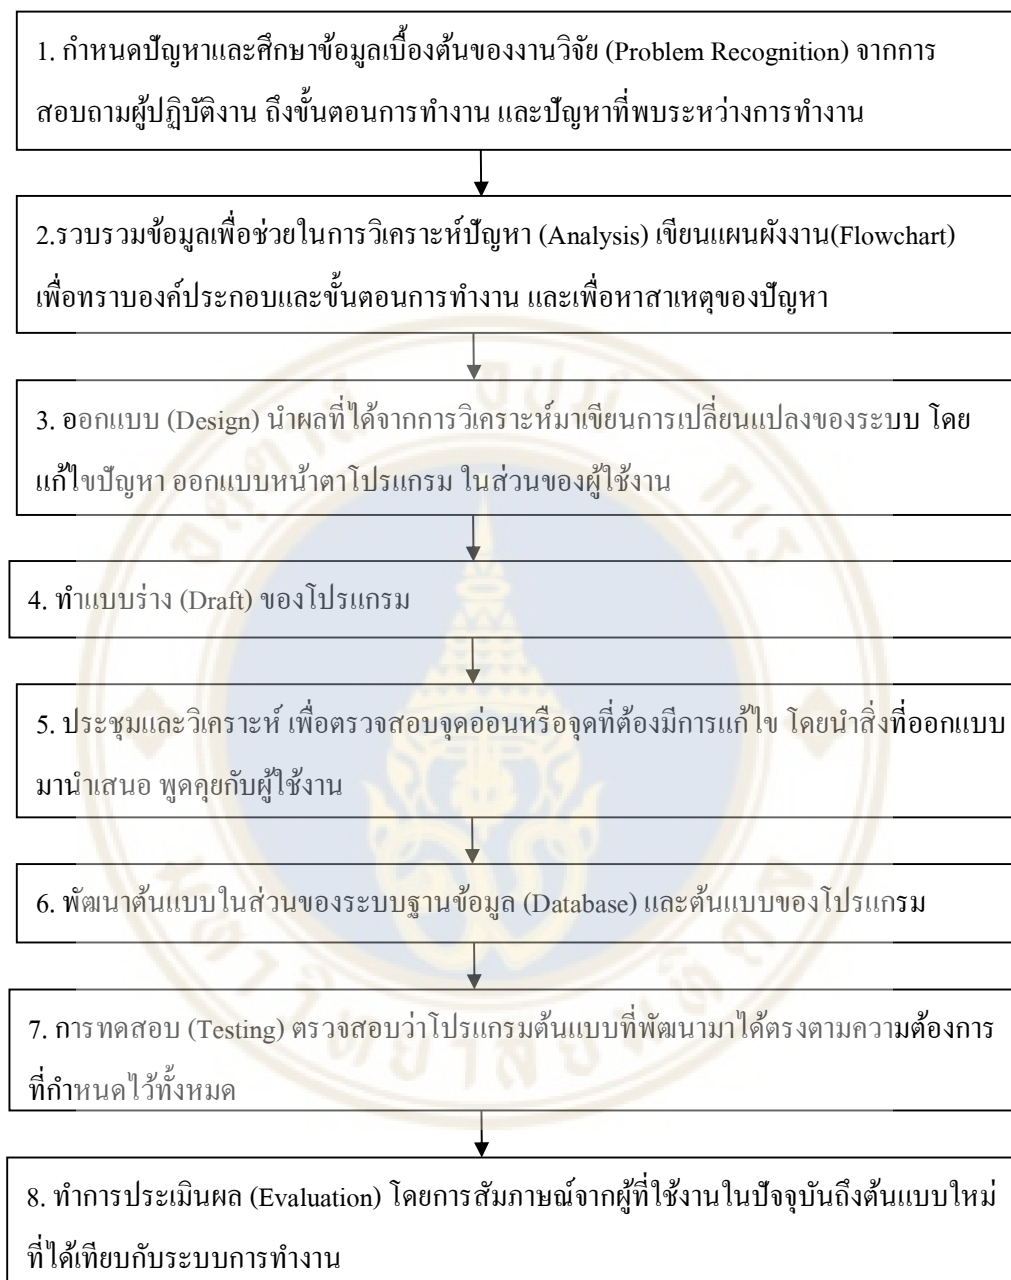 1. กำหนดปัญหาและศึกษาข้อมูลเบื้องต้นของงานวิจัย (Problem Recognition) จากการ
สอบถามผู้ปฏิบัติงาน ถึงขั้นตอนการทำงาน และปัญหาที่พบระหว่างการทำงาน
2.รวบรวมข้อมูลเพื่อช่วยในการวิเคราะห์ปัญหา (Analysis) เขียนแผนผังงาน(Flowchart)
เพื่อทราบองค์ประกอบและขั้นตอนการทำงาน และเพื่อหาสาเหตุของปัญหา
3. ออกแบบ (Design) นำผลที่ได้จากการวิเคราะห์มาเขียนการเปลี่ยนแปลงของระบบ โดย
แก้ไขปัญหา ออกแบบหน้าตาโปรแกรม ในส่วนของผู้ใช้งาน
4. ทำแบบร่าง (Draft) ของโปรแกรม
5. ประชุมและวิเคราะห์ เพื่อตรวจสอบจุดอ่อนหรือจุดที่ต้องมีการแก้ไข โดยนำสิ่งที่ออกแบบ
มานำเสนอ พูดคุยกับผู้ใช้งาน
6. พัฒนาต้นแบบในส่วนของระบบฐานข้อมูล (Database) และต้นแบบของโปรแกรม
7. การทดสอบ (Testing) ตรวจสอบว่าโปรแกรมต้นแบบที่พัฒนามาได้ตรงตามความต้องการ
ที่กำหนดไว้ทั้งหมด
8. ทำการประเมินผล (Evaluation) โดยการสัมภาษณ์จากผู้ที่ใช้งานในปัจจุบันถึงต้นแบบใหม่
ที่ได้เทียบกับระบบการทำงาน
มหาวิทยาลัยมหิดล